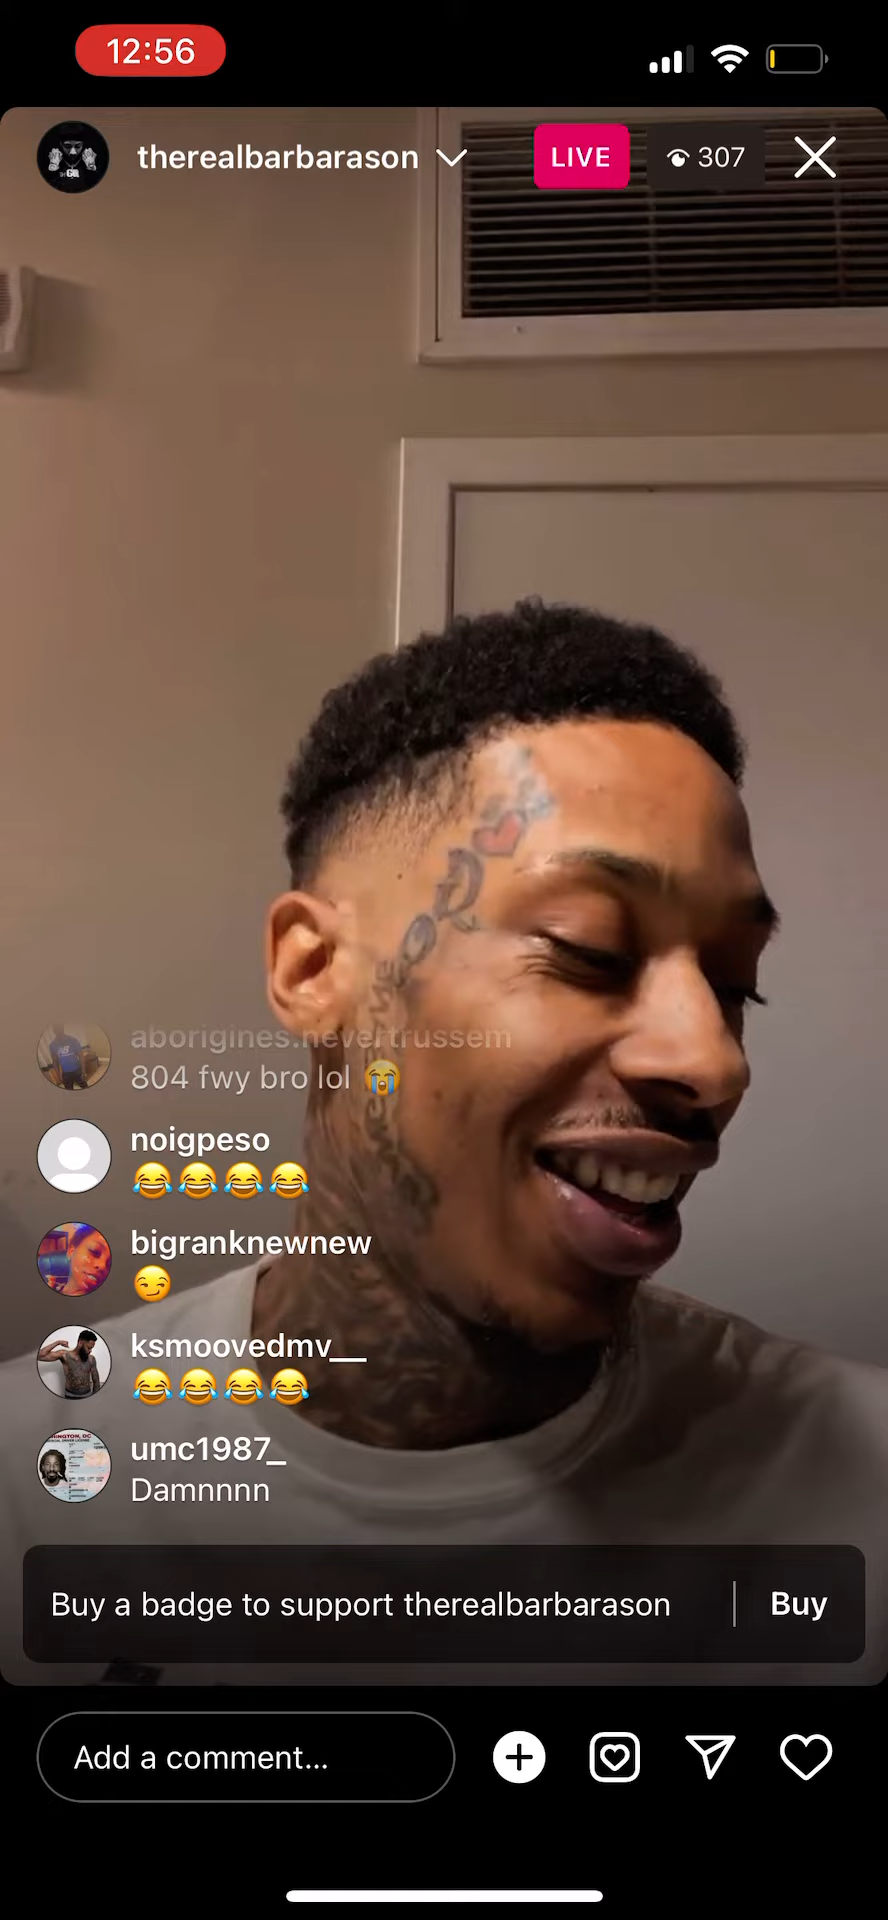 12:56
therealbarbarason
LIVE
307
aborigines.nevertrussem
804 fwy bro lol 😭
noigpeso
😂😂😂😂
bigranknewnew
😏
ksmoovedmv__
😂😂😂😂
umc1987_
Damnnnn
Buy a badge to support therealbarbarason
Buy
Add a comment...